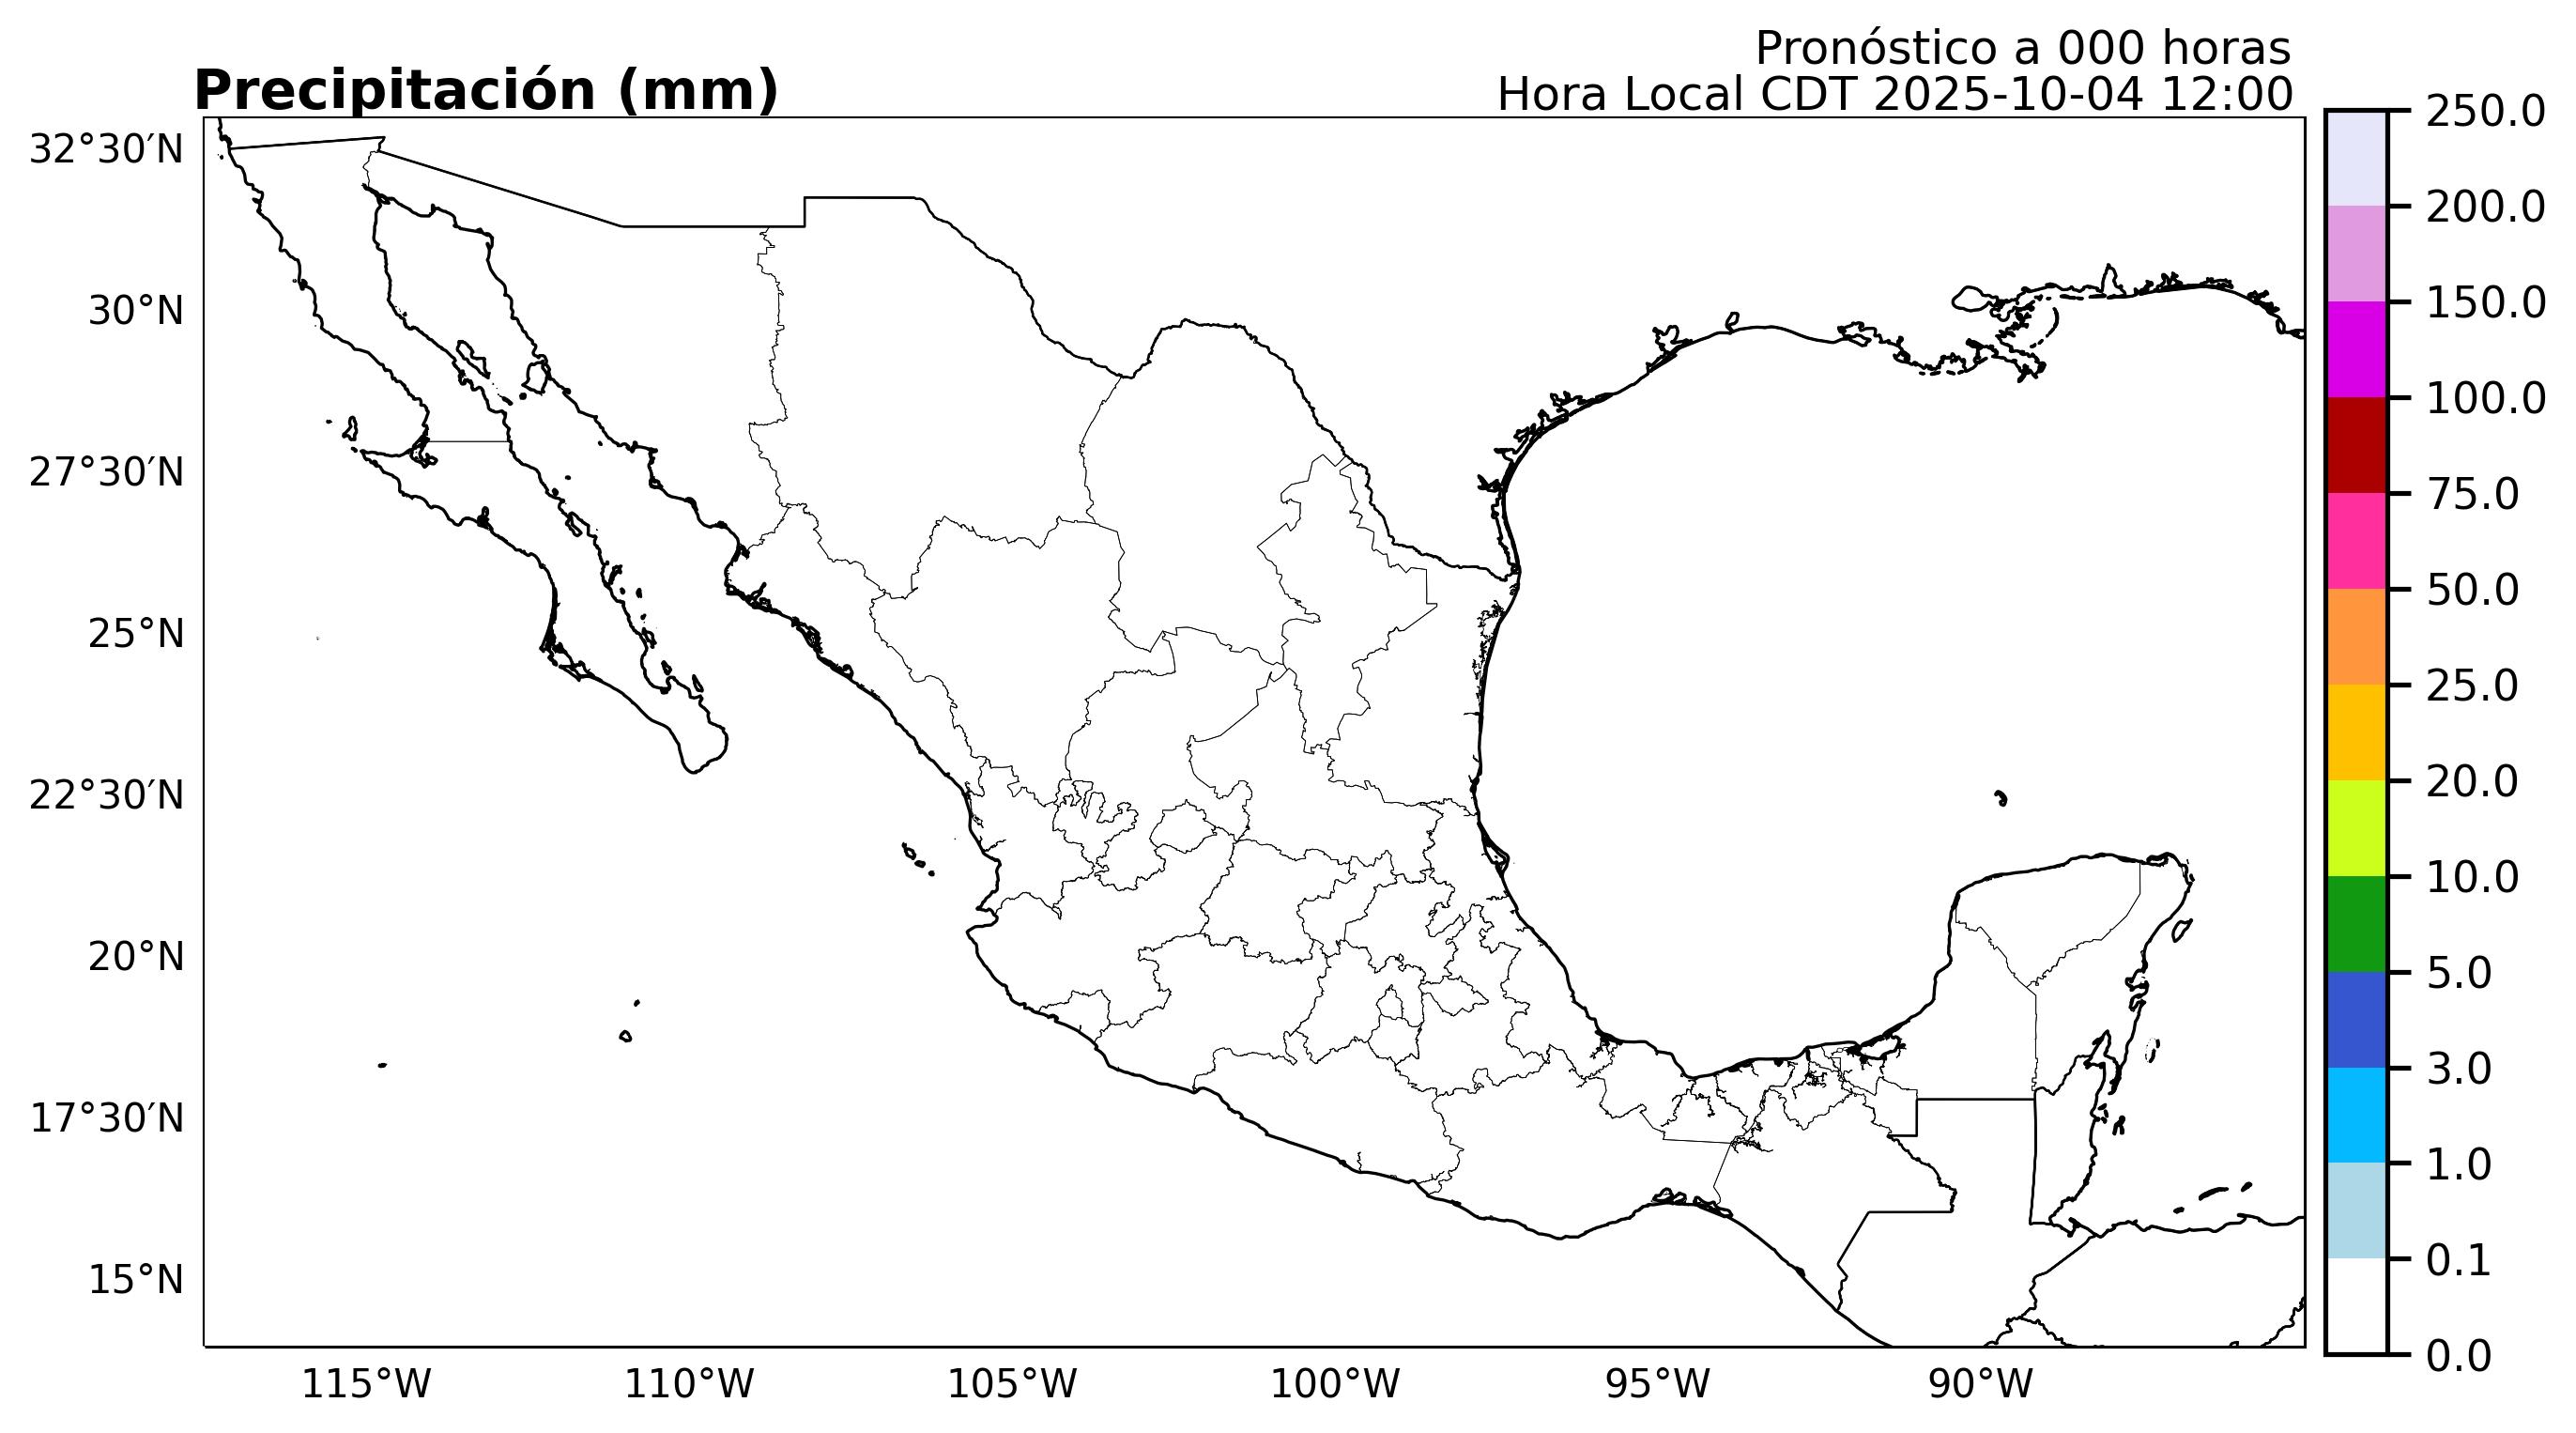 Pronóstico a 000 horas
Precipitación (mm)
Hora Local CDT 2025-10-04 12:00
32°30′N
30°N
27°30′N
25°N
22°30′N
20°N
17°30′N
15°N
115°W
110°W
105°W
100°W
95°W
90°W
250.0
200.0
150.0
100.0
75.0
50.0
25.0
20.0
10.0
5.0
3.0
1.0
0.1
0.0